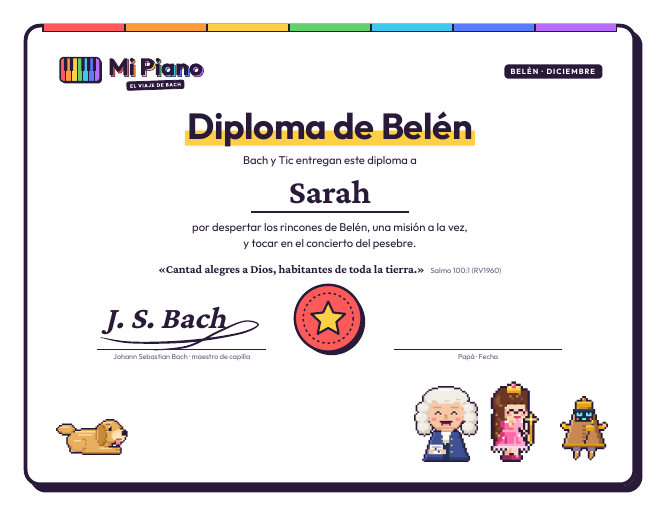 Mi Piano
EL VIAJE DE BACH
BELÉN · DICIEMBRE
Diploma de Belén
Bach y Tic entregan este diploma a
Sarah
por despertar los rincones de Belén, una misión a la vez,
y tocar en el concierto del pesebre.
«Cantad alegres a Dios, habitantes de toda la tierra.» Salmo 100:1 (RV1960)
J. S. Bach
Johann Sebastian Bach · maestro de capilla
Papá · Fecha